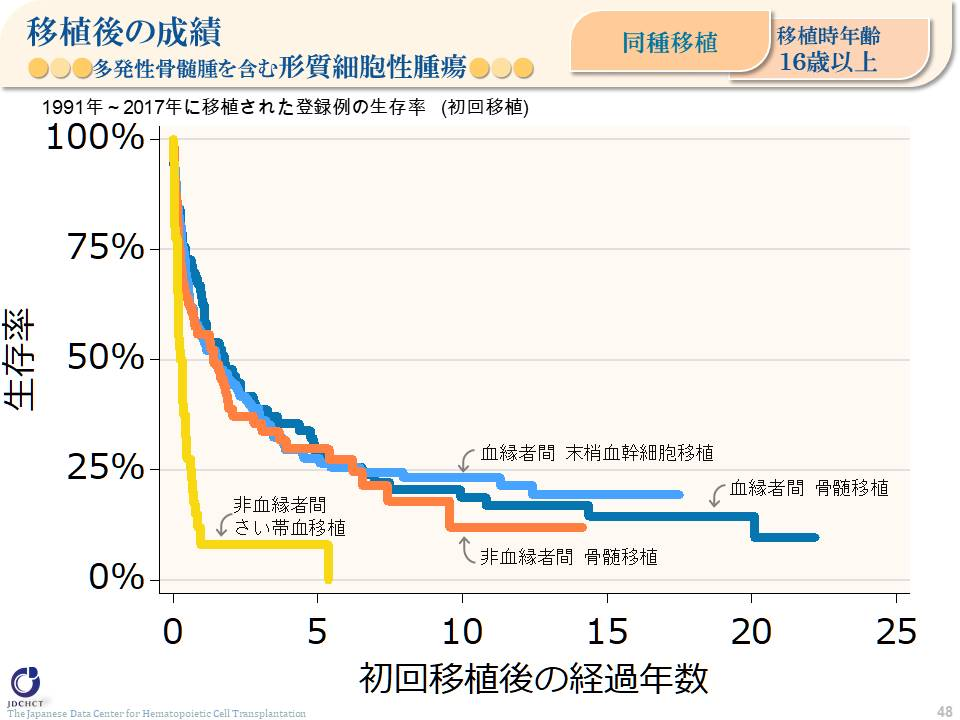 移植後の成績
多発性骨髄腫を含む形質細胞性腫瘍
同種移植
移植時年齢
16歳以上
1991年～2017年に移植された登録例の生存率 (初回移植)
100%
75%
50%
25%
0%
生存率
血縁者間 末梢血幹細胞移植
血縁者間 骨髄移植
非血縁者間
さい帯血移植
非血縁者間 骨髄移植
0 5 10 15 20 25
初回移植後の経過年数
JDCHCT
The Japanese Data Center for Hematopoietic Cell Transplantation
48